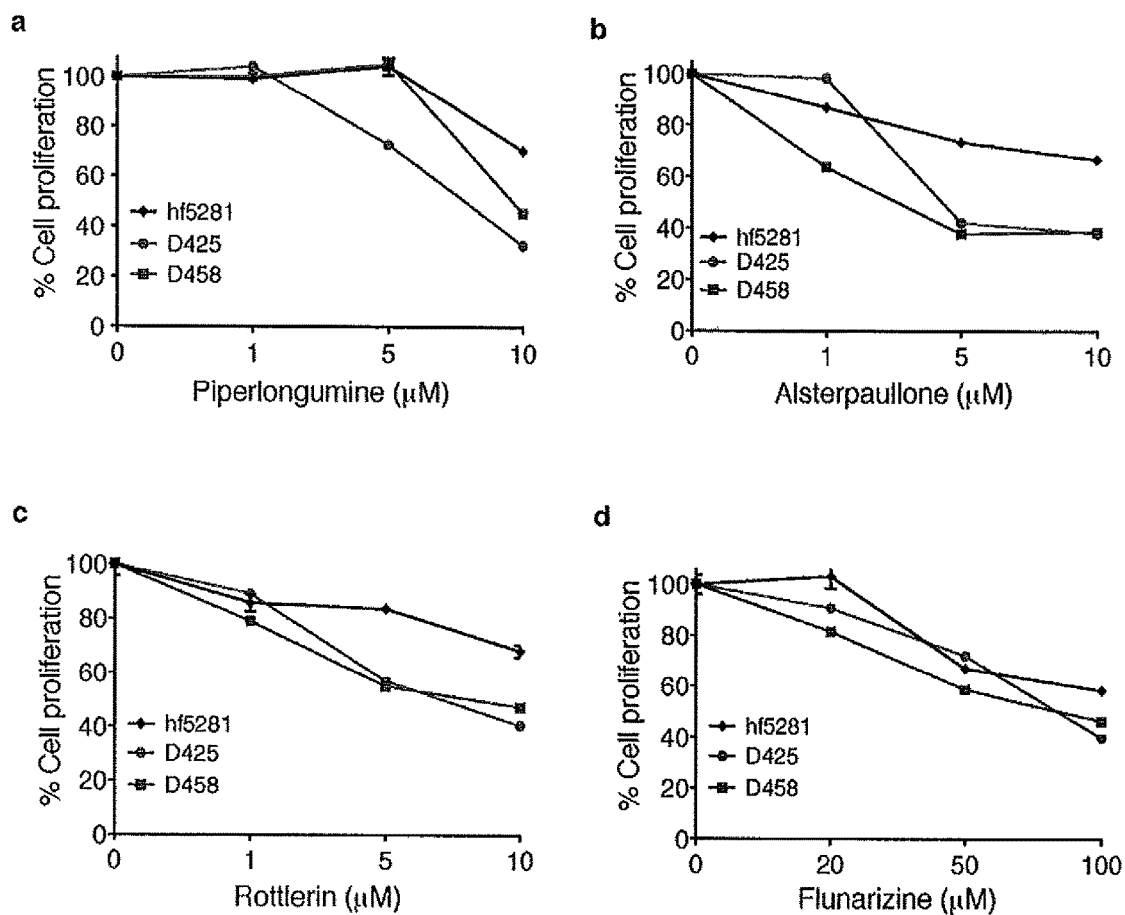 a
% Cell proliferation
100
80
60
40
20
0
hf5281
D425
D458
0 1 5 10
Piperlongumine (μM)
b
% Cell proliferation
100
80
60
40
20
0
hf5281
D425
D458
0 1 5 10
Alsterpaullone (μM)
c
% Cell proliferation
100
80
60
40
20
0
hf5281
D425
D458
0 1 5 10
Rottlerin (μM)
d
% Cell proliferation
100
80
60
40
20
0
hf5281
D425
D458
0 20 50 100
Flunarizine (μM)